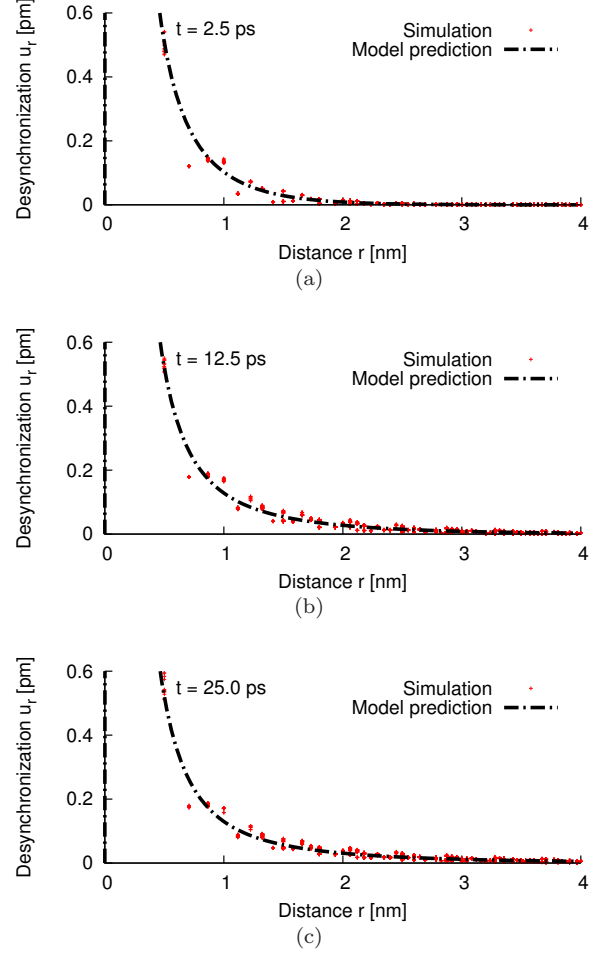 Desynchronization u_r [pm]
0.6
0.4
0.2
0
t = 2.5 ps
Simulation
Model prediction
0 1 2 3 4
Distance r [nm]
(a)
Desynchronization u_r [pm]
0.6
0.4
0.2
0
t = 12.5 ps
Simulation
Model prediction
0 1 2 3 4
Distance r [nm]
(b)
Desynchronization u_r [pm]
0.6
0.4
0.2
0
t = 25.0 ps
Simulation
Model prediction
0 1 2 3 4
Distance r [nm]
(c)